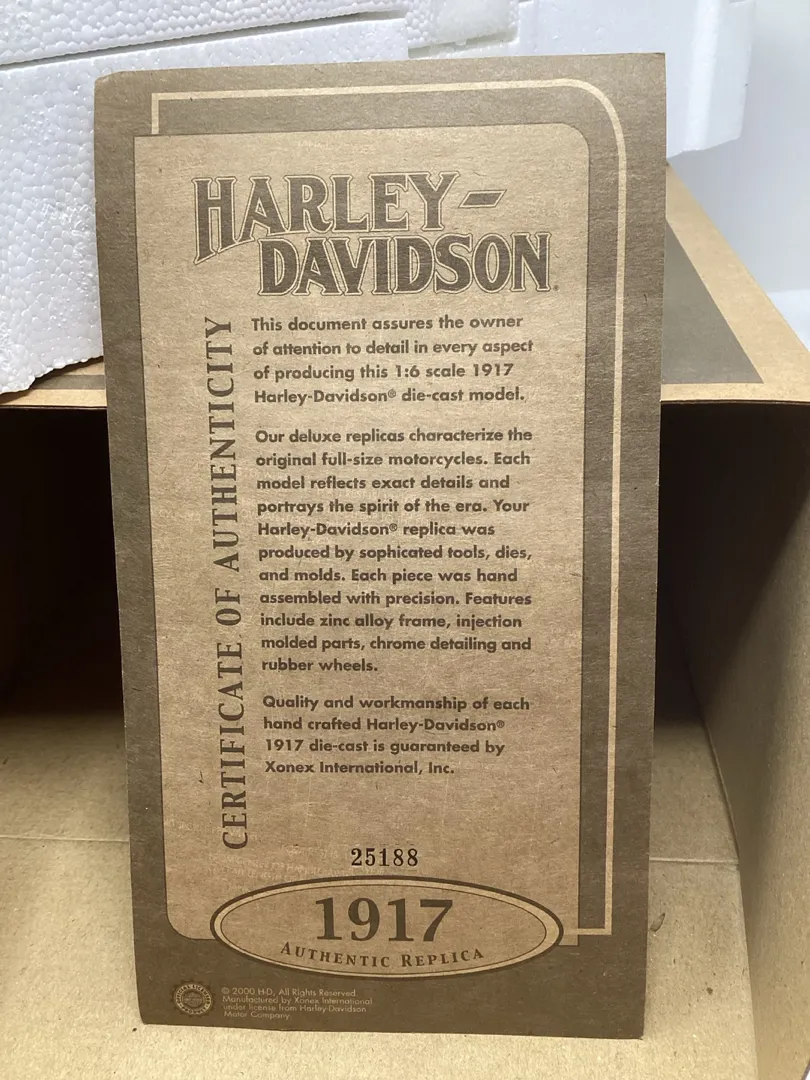 HARLEY-
DAVIDSON®
CERTIFICATE OF AUTHENTICITY
This document assures the owner
of attention to detail in every aspect
of producing this 1:6 scale 1917
Harley-Davidson® die-cast model.
Our deluxe replicas characterize the
original full-size motorcycles. Each
model reflects exact details and
portrays the spirit of the era. Your
Harley-Davidson® replica was
produced by sophicated tools, dies,
and molds. Each piece was hand
assembled with precision. Features
include zinc alloy frame, injection
molded parts, chrome detailing and
rubber wheels.
Quality and workmanship of each
hand crafted Harley-Davidson®
1917 die-cast is guaranteed by
Xonex International, Inc.
25188
1917
AUTHENTIC REPLICA
© 2000 H-D, All Rights Reserved.
Manufactured by Xonex International
under license from Harley-Davidson
Motor Company.